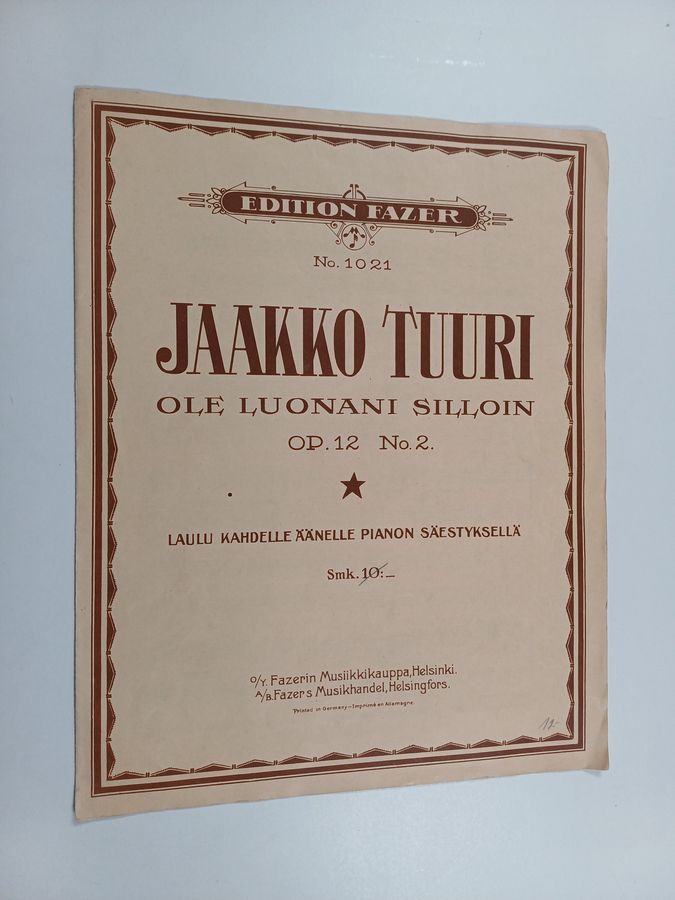 EDITION FAZER
No. 1021
JAAKKO TUURI
OLE LUONANI SILLOIN
OP. 12 No. 2.
LAULU KAHDELLE ÄÄNELLE PIANON SÄESTYKSELLÄ
Smk. 10:—
O/Y. Fazerin Musiikkikauppa, Helsinki.
A/B. Fazers Musikhandel, Helsingfors.
Printed in Germany—Imprimé en Allemagne.
12-